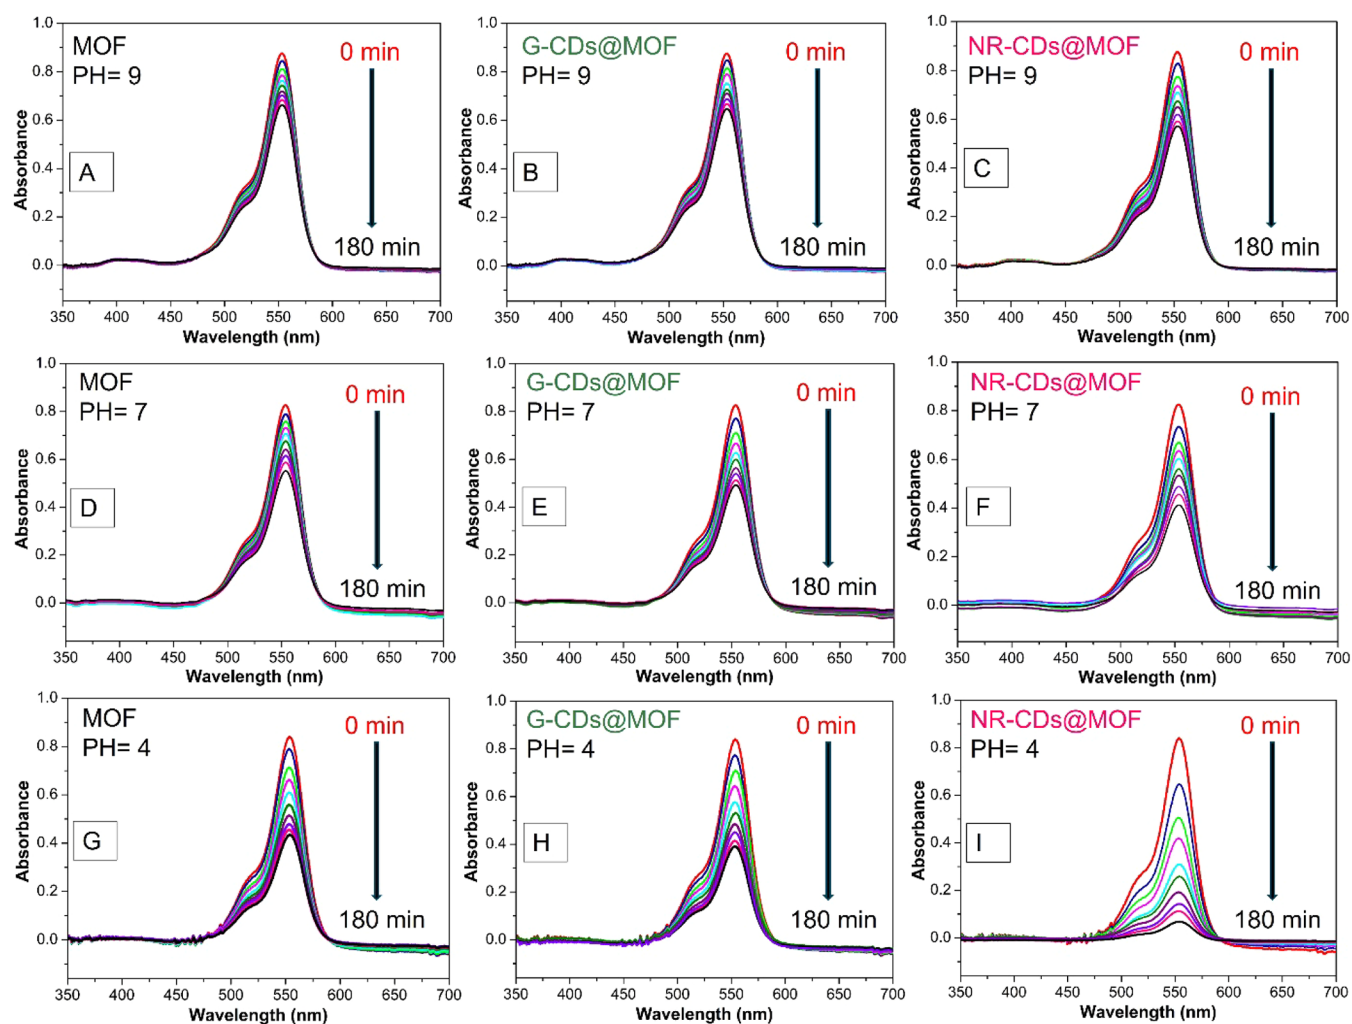 MOF
PH= 9
0 min
180 min
A
Absorbance
1.0
0.8
0.6
0.4
0.2
0.0
350 400 450 500 550 600 650 700
Wavelength (nm)
G-CDs@MOF
PH= 9
0 min
180 min
B
Absorbance
1.0
0.8
0.6
0.4
0.2
0.0
350 400 450 500 550 600 650 700
Wavelength (nm)
NR-CDs@MOF
PH= 9
0 min
180 min
C
Absorbance
1.0
0.8
0.6
0.4
0.2
0.0
350 400 450 500 550 600 650 700
Wavelength (nm)
MOF
PH= 7
0 min
180 min
D
Absorbance
1.0
0.8
0.6
0.4
0.2
0.0
350 400 450 500 550 600 650 700
Wavelength (nm)
G-CDs@MOF
PH= 7
0 min
180 min
E
Absorbance
1.0
0.8
0.6
0.4
0.2
0.0
350 400 450 500 550 600 650 700
Wavelength (nm)
NR-CDs@MOF
PH= 7
0 min
180 min
F
Absorbance
1.0
0.8
0.6
0.4
0.2
0.0
350 400 450 500 550 600 650 700
Wavelength (nm)
MOF
PH= 4
0 min
180 min
G
Absorbance
1.0
0.8
0.6
0.4
0.2
0.0
350 400 450 500 550 600 650 700
Wavelength (nm)
G-CDs@MOF
PH= 4
0 min
180 min
H
Absorbance
1.0
0.8
0.6
0.4
0.2
0.0
350 400 450 500 550 600 650 700
Wavelength (nm)
NR-CDs@MOF
PH= 4
0 min
180 min
I
Absorbance
1.0
0.8
0.6
0.4
0.2
0.0
350 400 450 500 550 600 650 700
Wavelength (nm)